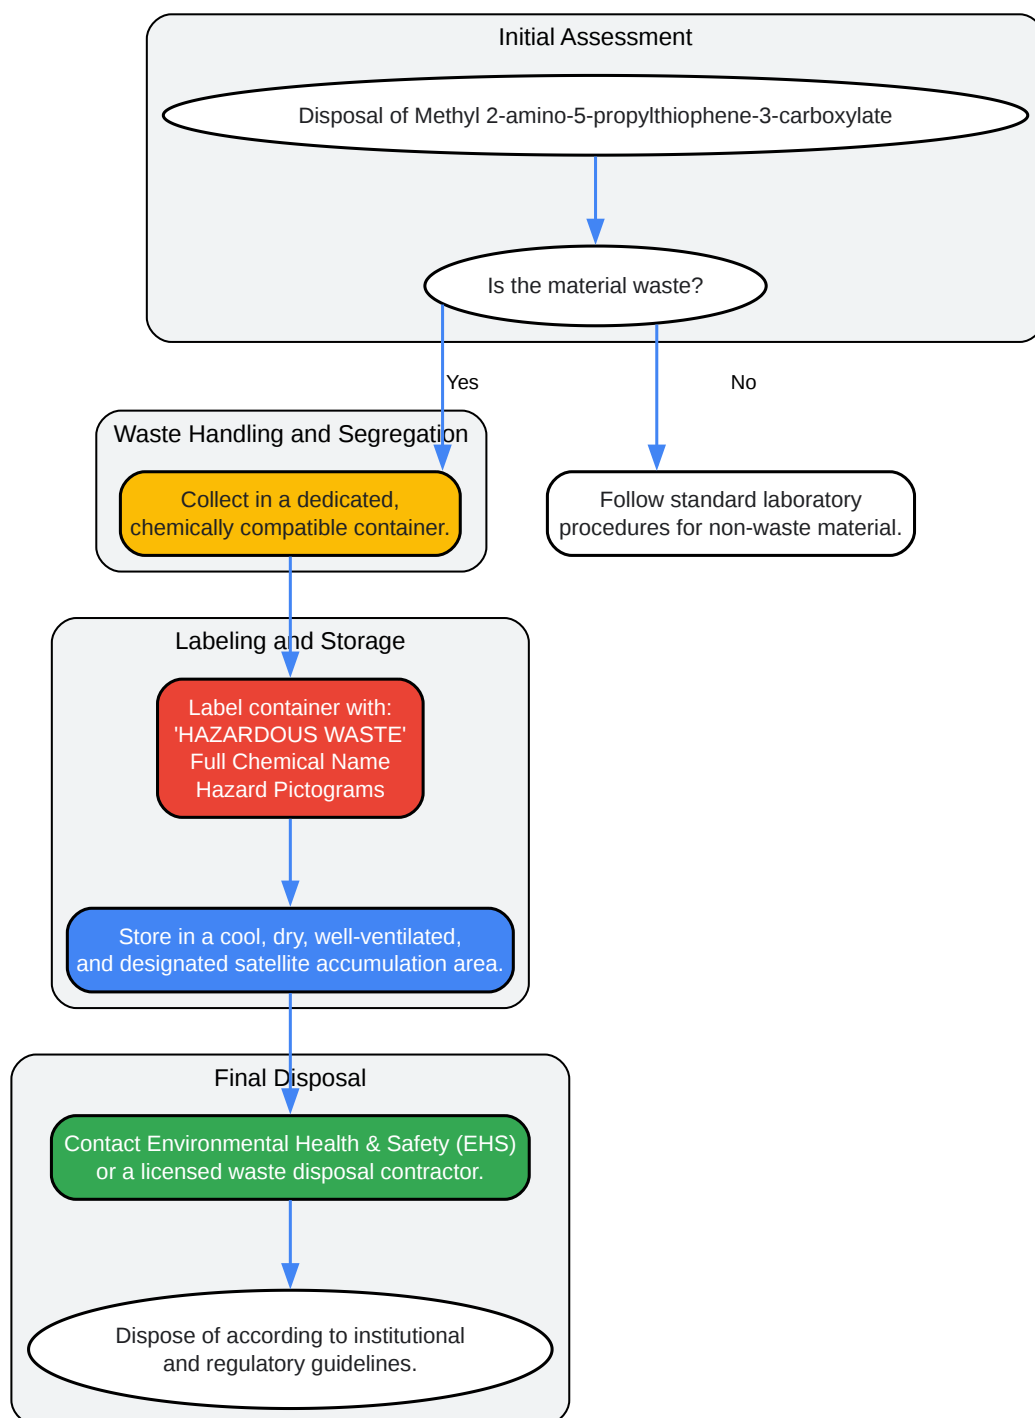 Initial Assessment
Disposal of Methyl 2-amino-5-propylthiophene-3-carboxylate
Is the material waste?
Yes
No
Waste Handling and Segregation
Collect in a dedicated,
chemically compatible container.
Follow standard laboratory
procedures for non-waste material.
Labeling and Storage
Label container with:
'HAZARDOUS WASTE'
Full Chemical Name
Hazard Pictograms
Store in a cool, dry, well-ventilated,
and designated satellite accumulation area.
Final Disposal
Contact Environmental Health & Safety (EHS)
or a licensed waste disposal contractor.
Dispose of according to institutional
and regulatory guidelines.